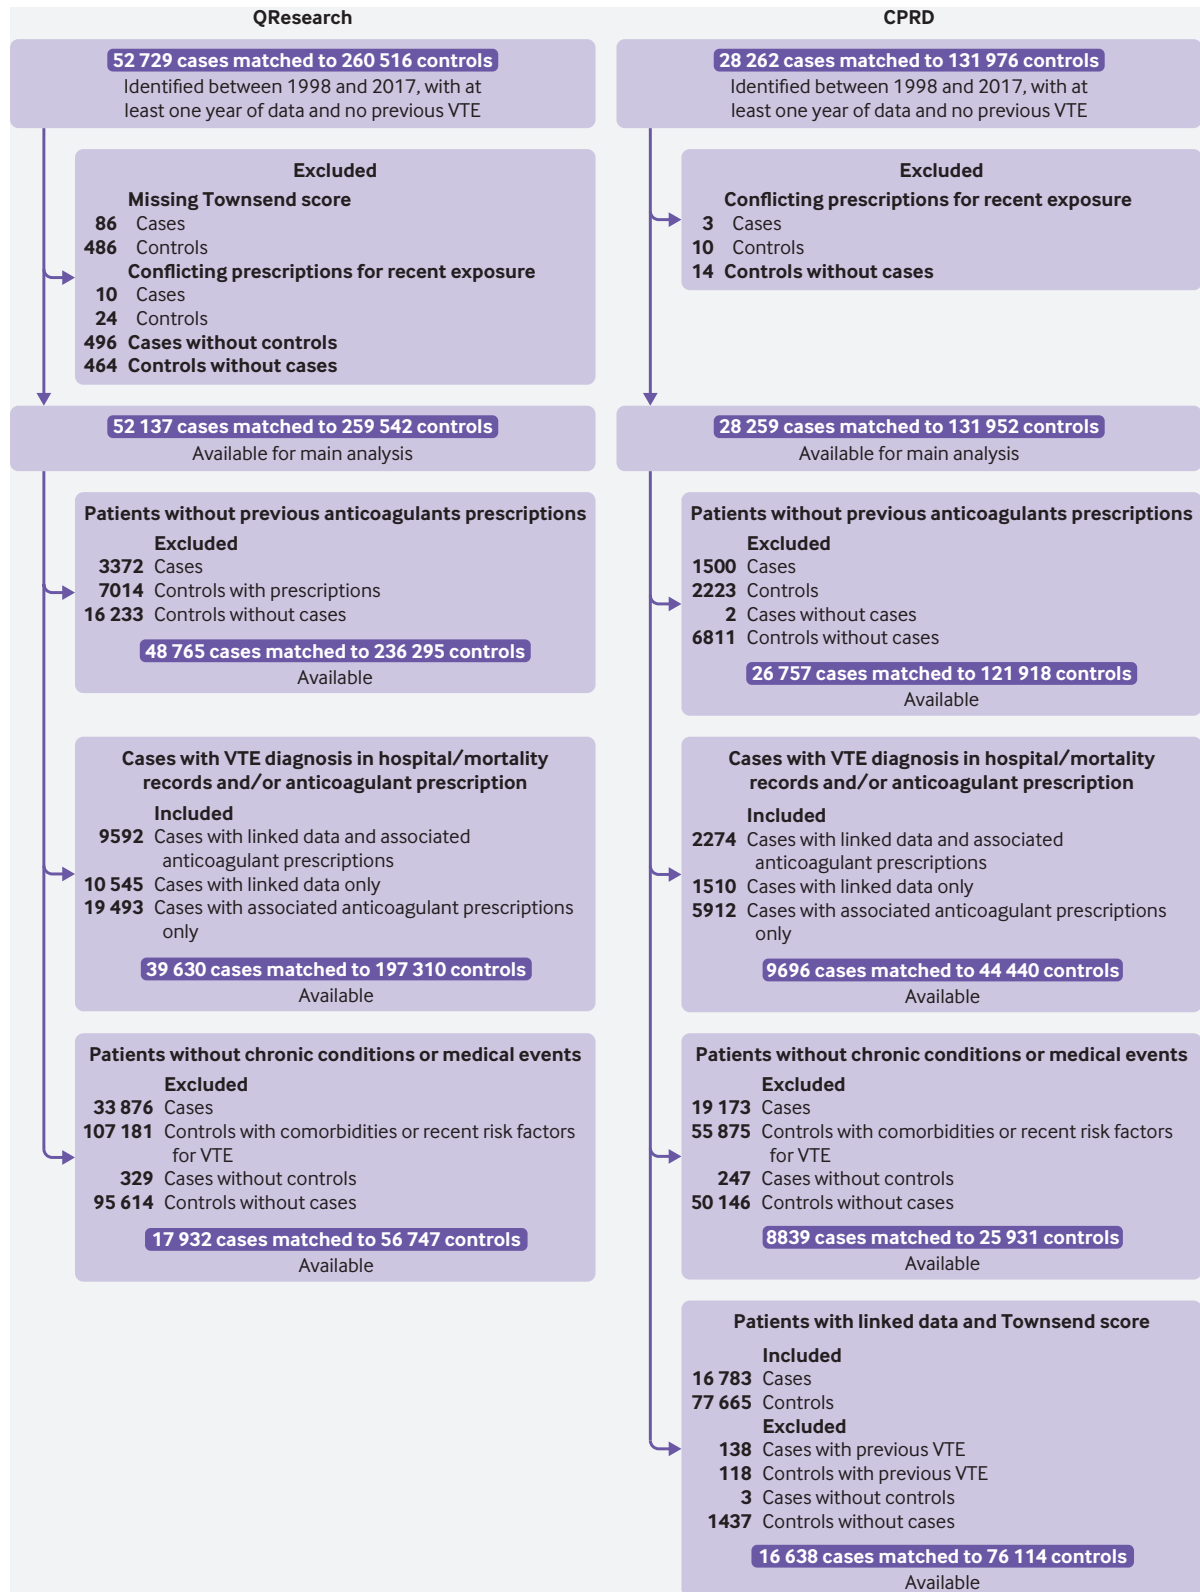 QResearch
52 729 cases matched to 260 516 controls
Identified between 1998 and 2017, with at
least one year of data and no previous VTE
Excluded
Missing Townsend score
86 Cases
486 Controls
Conflicting prescriptions for recent exposure
10 Cases
24 Controls
496 Cases without controls
464 Controls without cases
52 137 cases matched to 259 542 controls
Available for main analysis
Patients without previous anticoagulants prescriptions
Excluded
3372 Cases
7014 Controls with prescriptions
16 233 Controls without cases
48 765 cases matched to 236 295 controls
Available
Cases with VTE diagnosis in hospital/mortality
records and/or anticoagulant prescription
Included
9592 Cases with linked data and associated
anticoagulant prescriptions
10 545 Cases with linked data only
19 493 Cases with associated anticoagulant prescriptions
only
39 630 cases matched to 197 310 controls
Available
Patients without chronic conditions or medical events
Excluded
33 876 Cases
107 181 Controls with comorbidities or recent risk factors
for VTE
329 Cases without controls
95 614 Controls without cases
17 932 cases matched to 56 747 controls
Available
CPRD
28 262 cases matched to 131 976 controls
Identified between 1998 and 2017, with at
least one year of data and no previous VTE
Excluded
Conflicting prescriptions for recent exposure
3 Cases
10 Controls
14 Controls without cases
28 259 cases matched to 131 952 controls
Available for main analysis
Patients without previous anticoagulants prescriptions
Excluded
1500 Cases
2223 Controls
2 Cases without cases
6811 Controls without cases
26 757 cases matched to 121 918 controls
Available
Cases with VTE diagnosis in hospital/mortality
records and/or anticoagulant prescription
Included
2274 Cases with linked data and associated
anticoagulant prescriptions
1510 Cases with linked data only
5912 Cases with associated anticoagulant prescriptions
only
9696 cases matched to 44 440 controls
Available
Patients without chronic conditions or medical events
Excluded
19 173 Cases
55 875 Controls with comorbidities or recent risk factors
for VTE
247 Cases without controls
50 146 Controls without cases
8839 cases matched to 25 931 controls
Available
Patients with linked data and Townsend score
Included
16 783 Cases
77 665 Controls
Excluded
138 Cases with previous VTE
118 Controls with previous VTE
3 Cases without controls
1437 Controls without cases
16 638 cases matched to 76 114 controls
Available